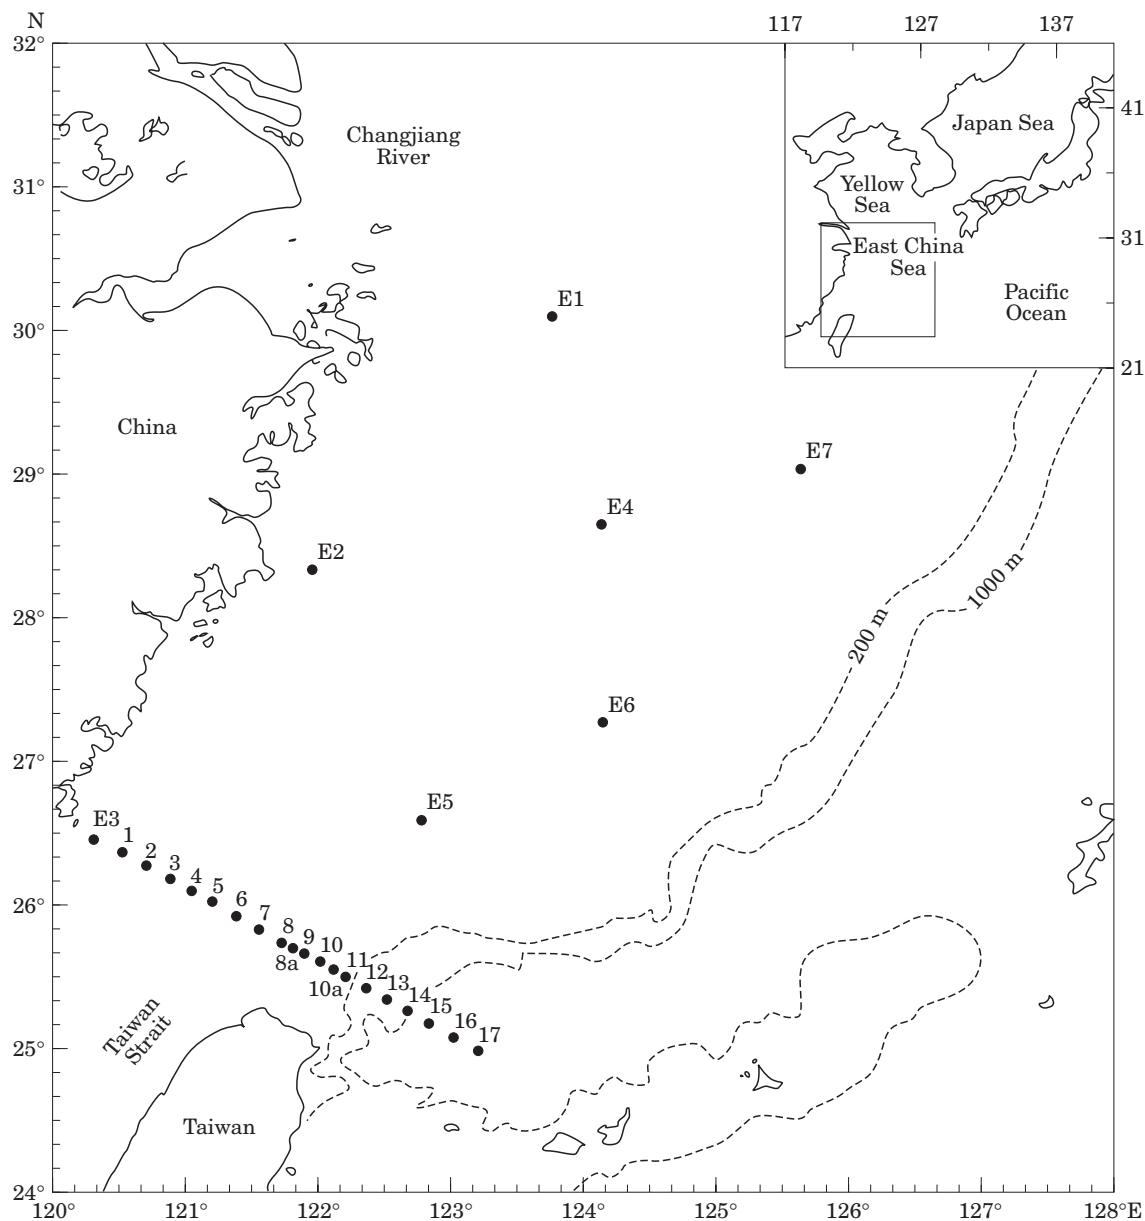 N
117
127
137
32°
41
Changjiang
River
Japan Sea
31°
Yellow
Sea
31
East China
Sea
E1
Pacific
Ocean
30°
21
China
E7
29°
E4
E2
1000 m
28°
200 m
E6
27°
E5
E3
1
2
3
4
5
26°
6
7
8
9
8a
10
11
10a
12
13
14
15
16
17
Taiwan
Strait
25°
Taiwan
24°
120°
121°
122°
123°
124°
125°
126°
127°
128°E